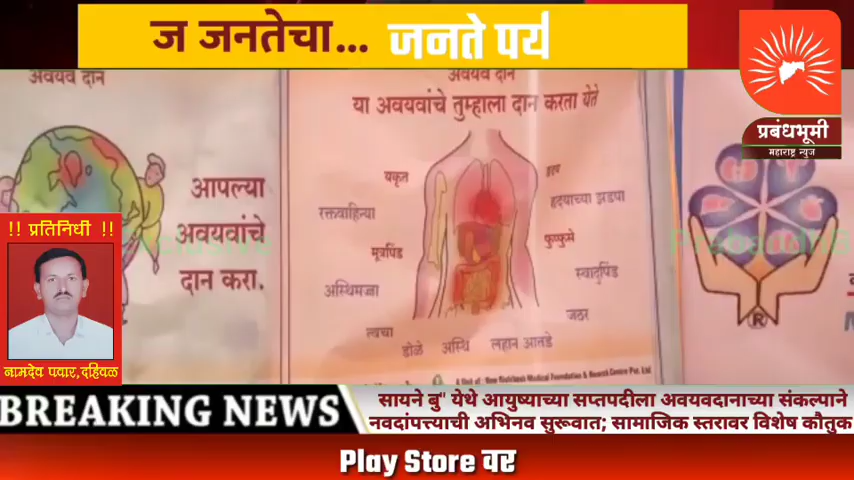 ज जनतेचा... जनते पर्य
प्रबंधभूमी
महाराष्ट्र न्युज
अवयव दान
आपल्या
अवयवांचे
दान करा.
अवयव दान
या अवयवांचे तुम्हाला दान करता येते
यकृत
रक्तवाहिन्या
हृदयाच्या झडपा
मूत्रपिंड
फुफ्फुसे
अस्थिमज्जा
स्वादुपिंड
त्वचा
जठर
डोळे अस्थि लहान आतडे
!! प्रतिनिधी !!
नामदेव पवार,दहिवळ
BREAKING NEWS
सायने बु" येथे आयुष्याच्या सप्तपदीला अवयवदानाच्या संकल्पाने
नवदांपत्त्याची अभिनव सुरूवात; सामाजिक स्तरावर विशेष कौतुक
Play Store वर